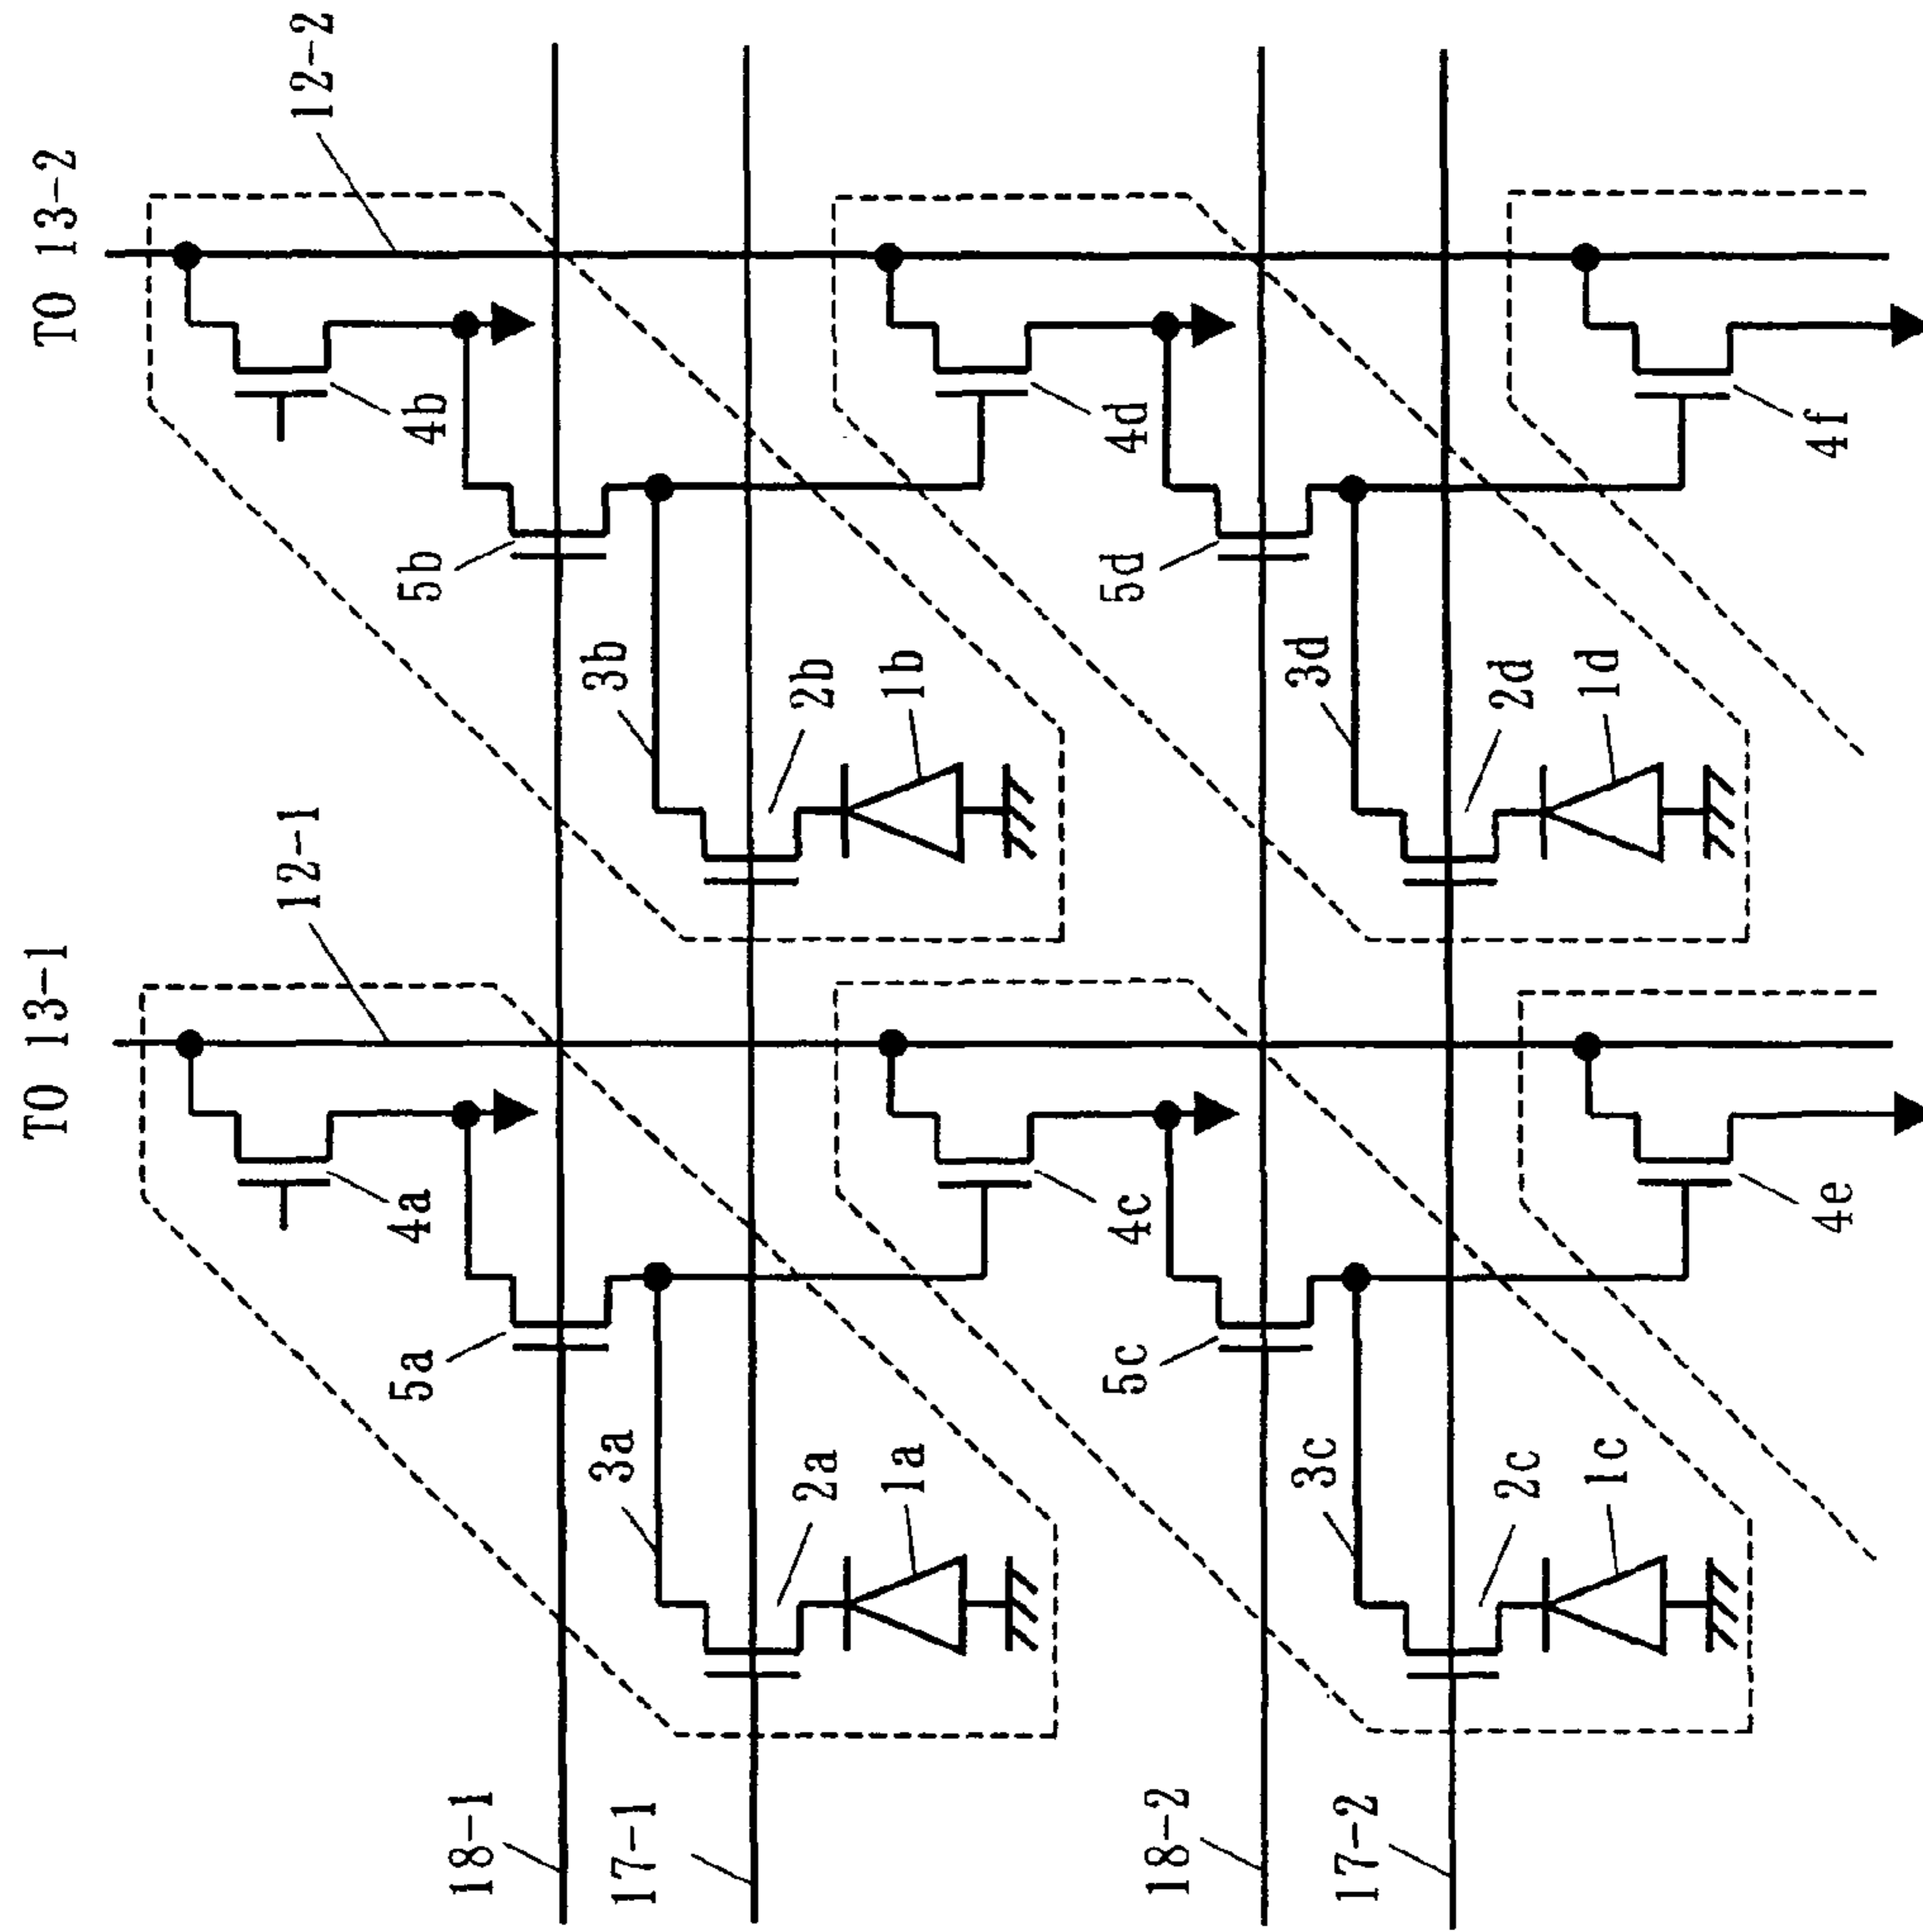 TO 13-1
TO 13-2
12-1
12-2
4a
4b
5a
5b
3a
3b
2a
2b
1a
1b
18-1
17-1
4c
4d
5c
5d
3c
3d
2c
2d
1c
1d
18-2
17-2
4e
4f